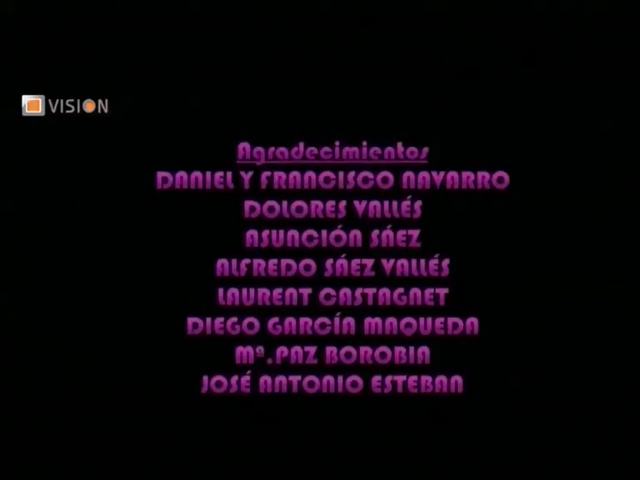 VISION
Agradecimientos
DANIEL Y FRANCISCO NAVARRO
DOLORES VALLÉS
ASUNCIÓN SÁEZ
ALFREDO SÁEZ VALLÉS
LAURENT CASTAGNET
DIEGO GARCÍA MAQUEDA
Mª.PAZ BOROBIA
JOSÉ ANTONIO ESTEBAN